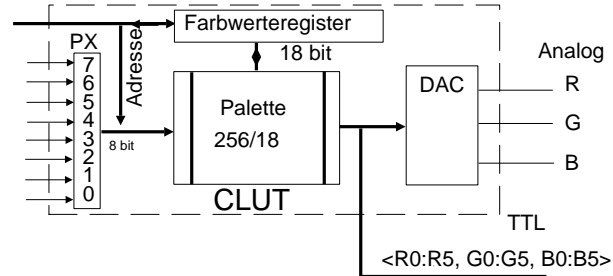 Farbwerteregister
PX
Adresse
18 bit
Analog
7
6
5
4
3
2
1
0
8 bit
Palette
256/18
CLUT
DAC
R
G
B
TTL
<R0:R5, G0:G5, B0:B5>